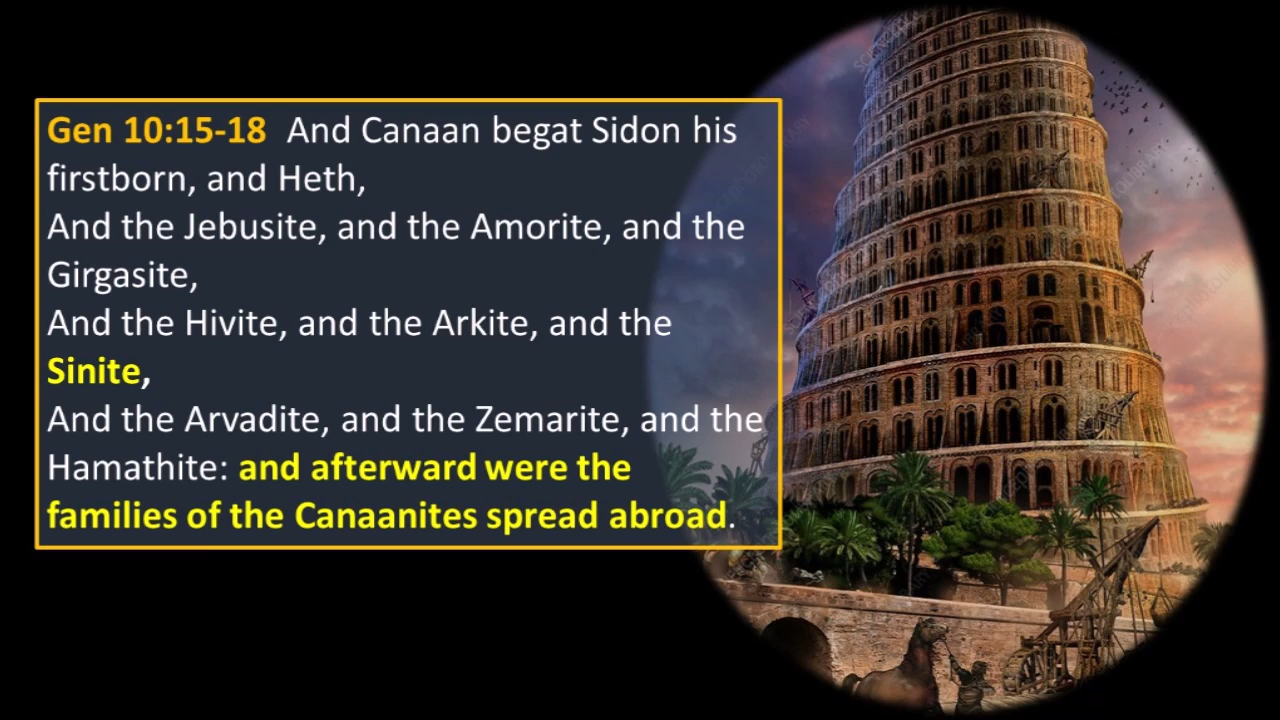 Gen 10:15-18 And Canaan begat Sidon his
firstborn, and Heth,
And the Jebusite, and the Amorite, and the
Girgasite,
And the Hivite, and the Arkite, and the
Sinite,
And the Arvadite, and the Zemarite, and the
Hamathite: and afterward were the
families of the Canaanites spread abroad.